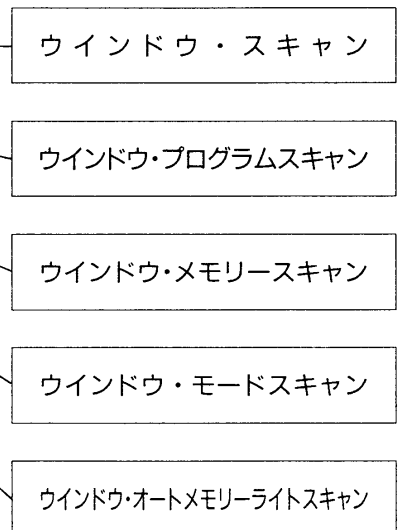 ウインドウ・スキャン
ウインドウ・プログラムスキャン
ウインドウ・メモリースキャン
ウインドウ・モードスキャン
ウインドウ・オートメモリーライトスキャン